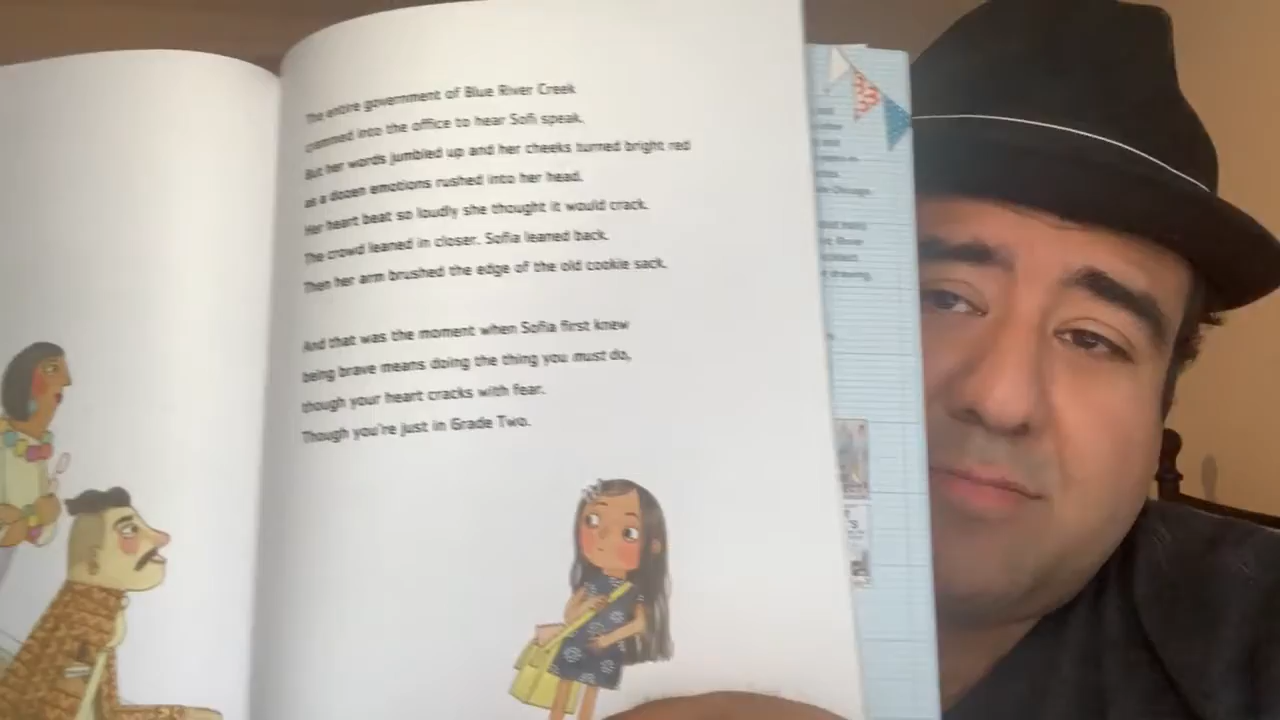 The entire government of Blue River Creek
crammed into the office to hear Sofi speak,
But her words jumbled up and her cheeks turned bright red
as a dozen emotions rushed into her head.
Her heart beat so loudly she thought it would crack.
The crowd leaned in closer. Sofia leaned back.
Then her arm brushed the edge of the old cookie sack.
And that was the moment when Sofia first knew
being brave means doing the thing you must do,
though your heart cracks with fear.
Though you're just in Grade Two.